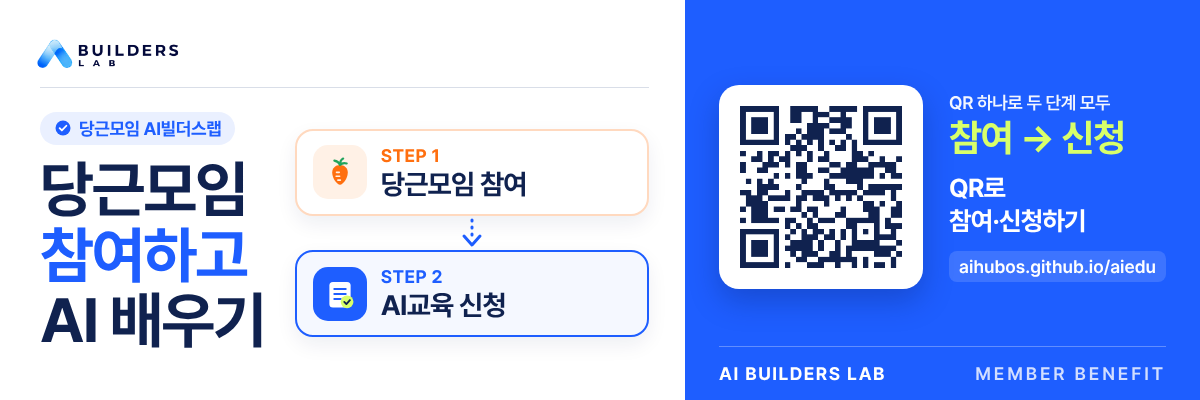 BUILDERS
LAB
당근모임 AI빌더스랩
당근모임
참여하고
AI 배우기
STEP 1
당근모임 참여
STEP 2
AI교육 신청
QR 하나로 두 단계 모두
참여 → 신청
QR로
참여·신청하기
aihubos.github.io/aiedu
AI BUILDERS LAB
MEMBER BENEFIT